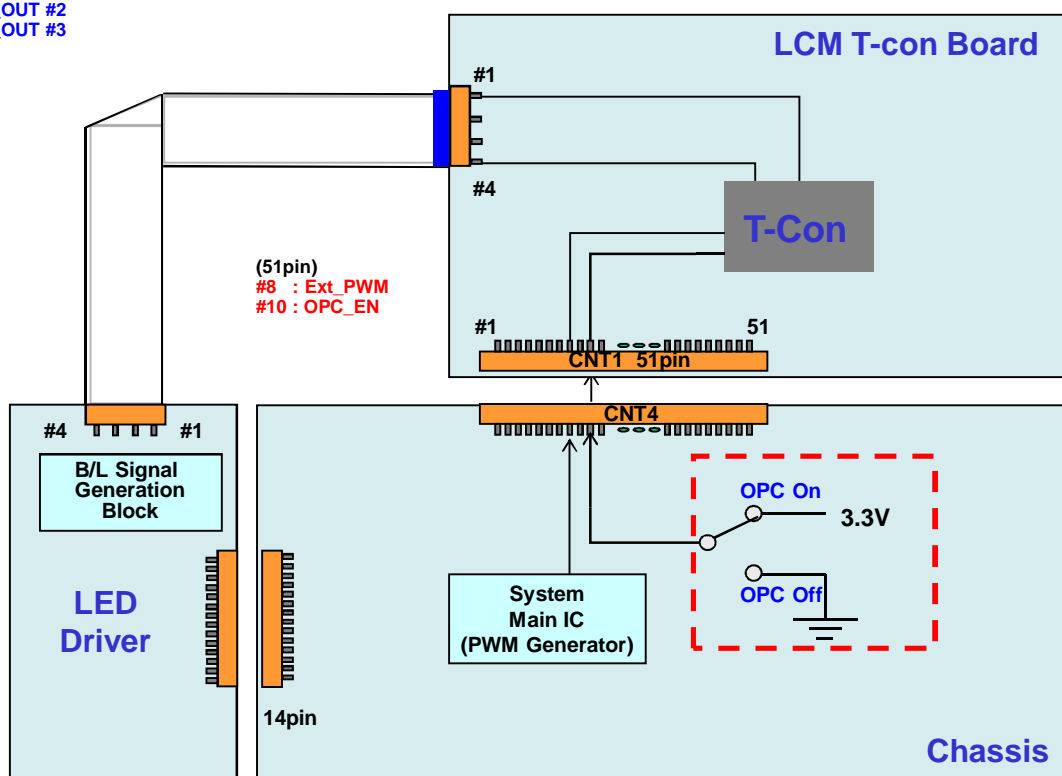 OUT #2
OUT #3
LCM T-con Board
#1
#4
T-Con
(51pin)
#8 : Ext_PWM
#10 : OPC_EN
#1
51
CNT1 51pin
CNT4
#4
#1
B/L Signal
Generation
Block
OPC On
3.3V
OPC Off
System
Main IC
(PWM Generator)
LED
Driver
14pin
Chassis